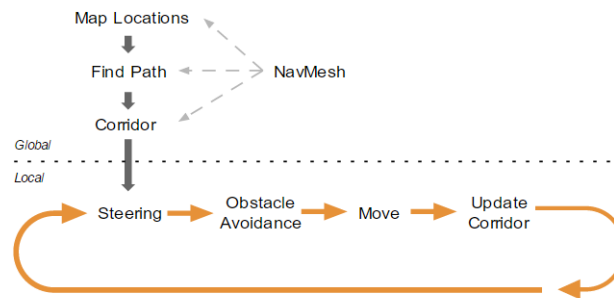 Map Locations
Find Path
NavMesh
Corridor
Global
Local
Steering
Obstacle
Avoidance
Move
Update
Corridor